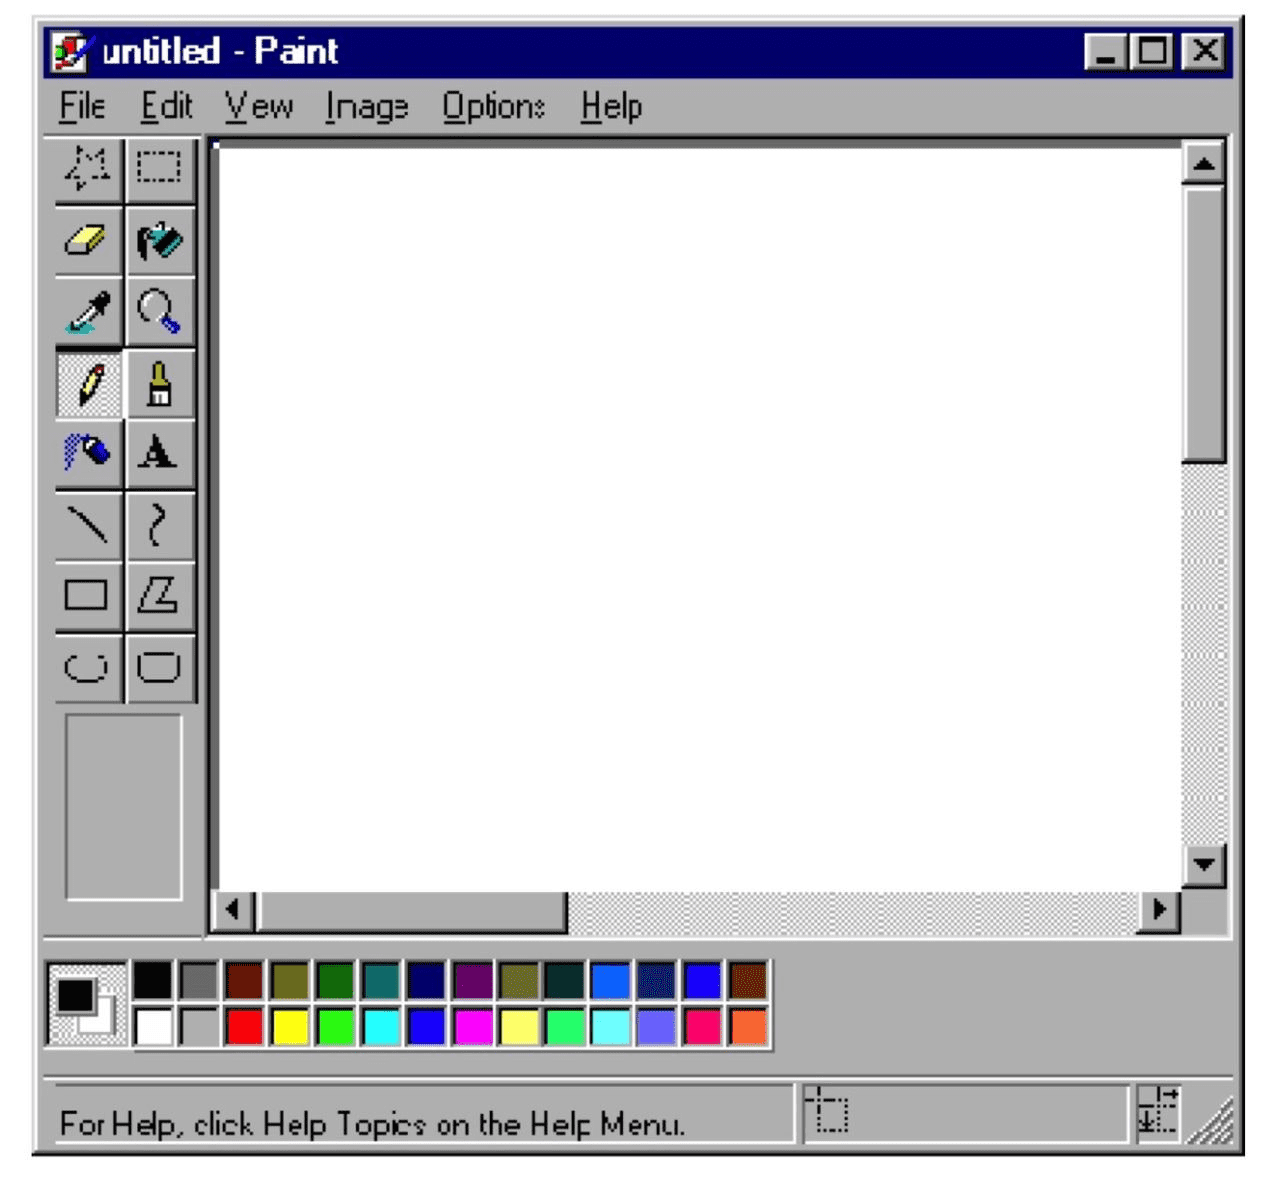 untitled - Paint
File Edit View Image Options Help
A
For Help, click Help Topics on the Help Menu.